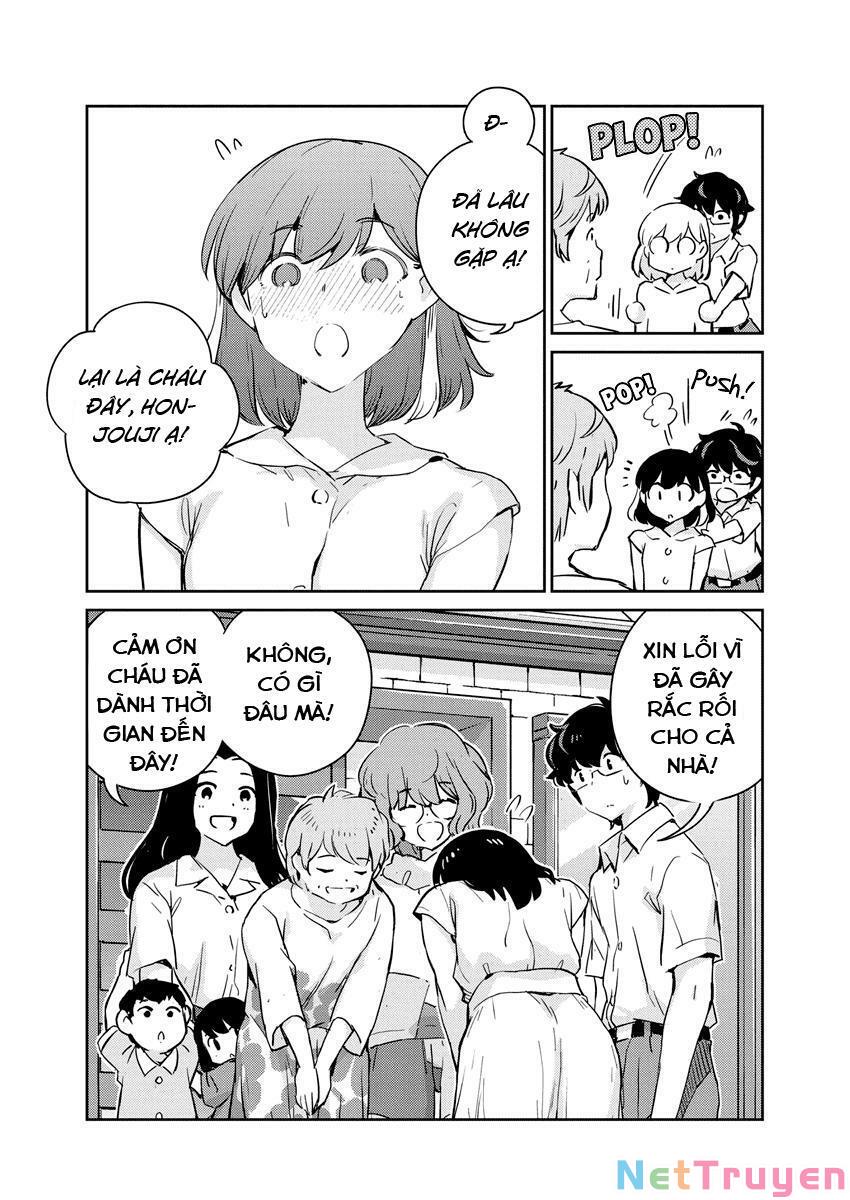 PLOP!
POP!
PUSH!
Đ-
ĐÃ LÂU
KHÔNG
GẶP Ạ!
LẠI LÀ CHÁU
ĐÂY, HON-
JOUJI Ạ!
XIN LỖI VÌ
ĐÃ GÂY
RẮC RỐI
CHO CẢ
NHÀ!
KHÔNG,
CÓ GÌ
ĐÂU MÀ!
CẢM ƠN
CHÁU ĐÃ
DÀNH THỜI
GIAN ĐẾN
ĐÂY!
NetTruyen